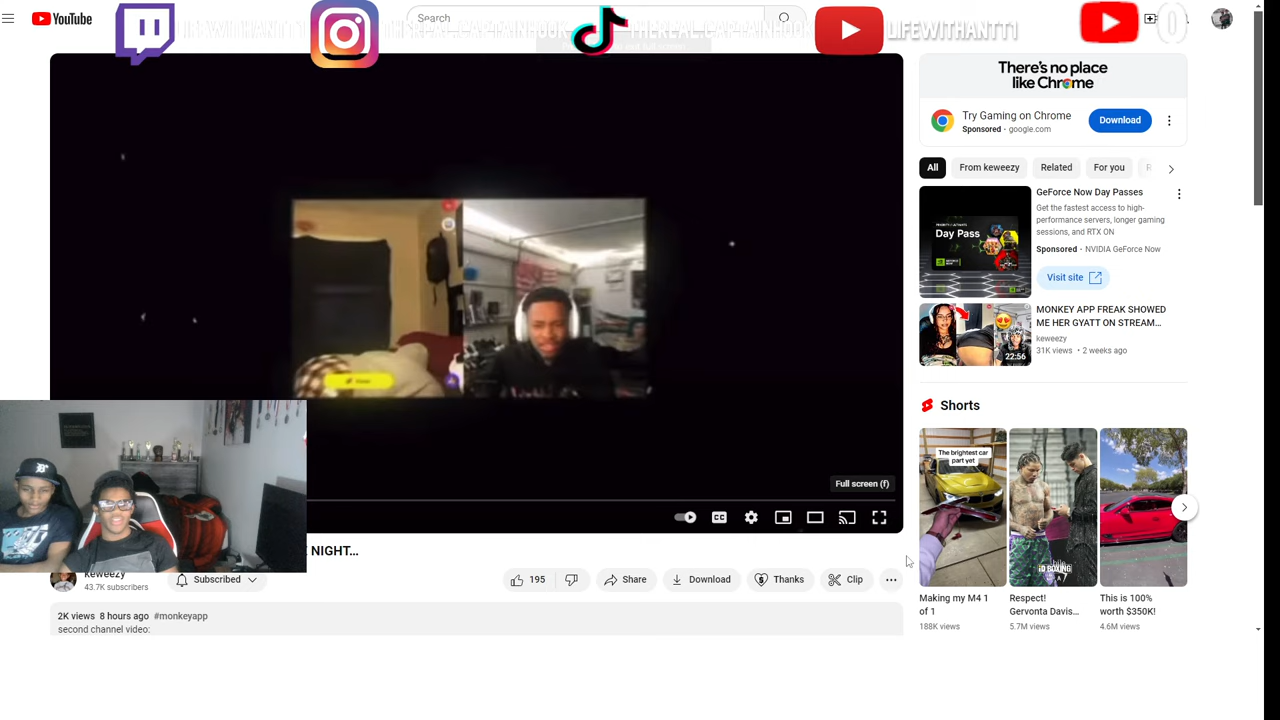 YouTube
Search
LIFEWITHANTT1
0
There's no place
like Chrome
Try Gaming on Chrome
Download
Sponsored · google.com
All
From keweezy
Related
For you
GeForce Now Day Passes
Get the fastest access to high-
performance servers, longer gaming
sessions, and RTX ON
Sponsored · NVIDIA GeForce Now
Visit site
Day Pass
MONKEY APP FREAK SHOWED
ME HER GYATT ON STREAM...
keweezy
31K views • 2 weeks ago
22:56
Shorts
The brightest car
part yet
iD BOXING
Making my M4 1
of 1
188K views
Respect!
Gervonta Davis...
5.7M views
This is 100%
worth $350K!
4.6M views
Full screen (f)
CC
NIGHT...
keweezy
43.7K subscribers
Subscribed
195
Share
Download
Thanks
Clip
2K views 8 hours ago #monkeyapp
second channel video: